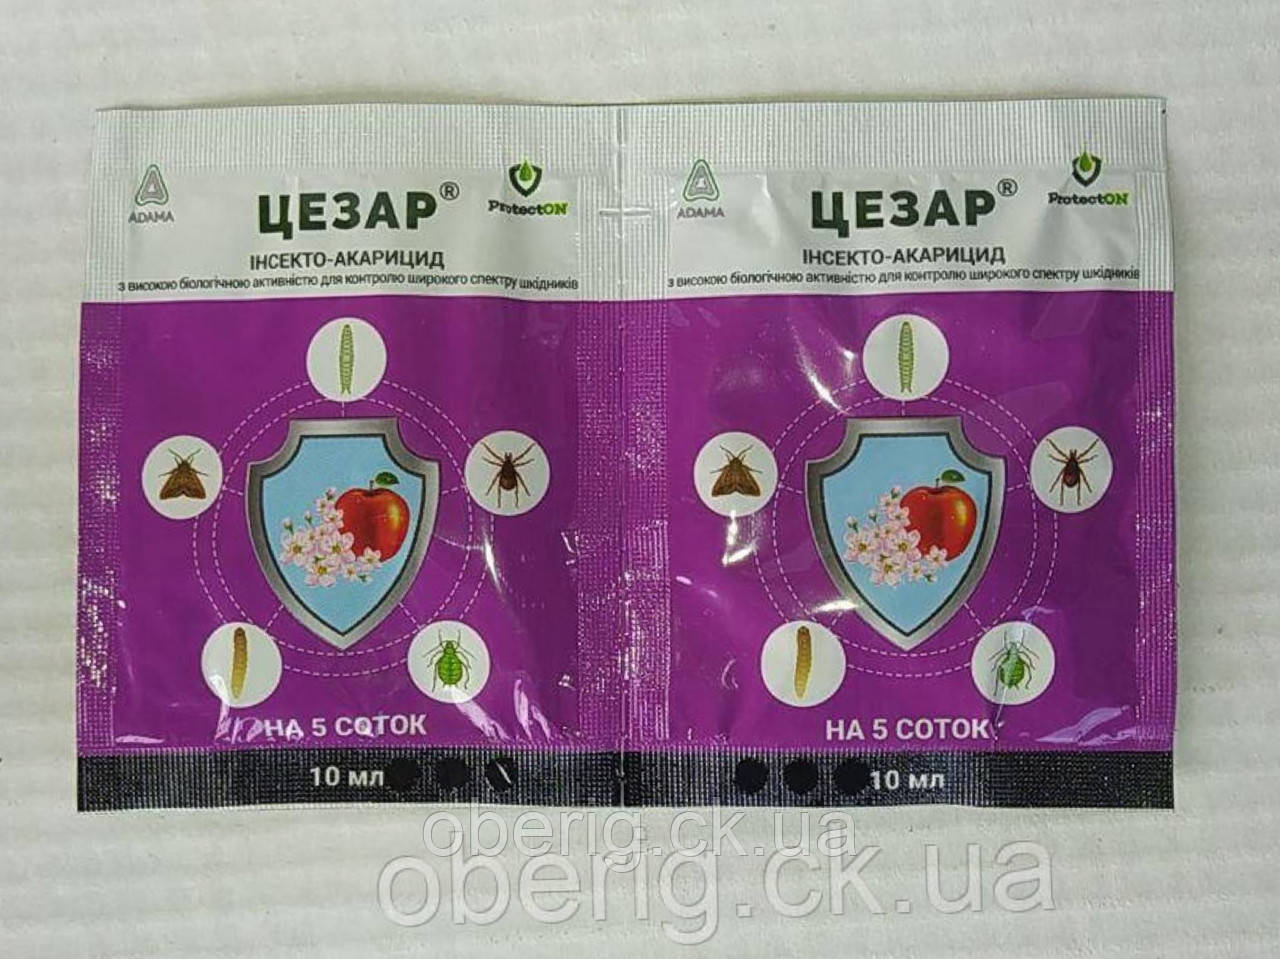 ADAMA
ЦЕЗАР®
ProtectON
ІНСЕКТО-АКАРИЦИД
з високою біологічною активністю для контролю широкого спектру шкідників
НА 5 СОТОК
10 мл
ADAMA
ЦЕЗАР®
ProtectON
ІНСЕКТО-АКАРИЦИД
з високою біологічною активністю для контролю широкого спектру шкідників
НА 5 СОТОК
10 мл
oberig.ck.ua
oberig.ck.ua